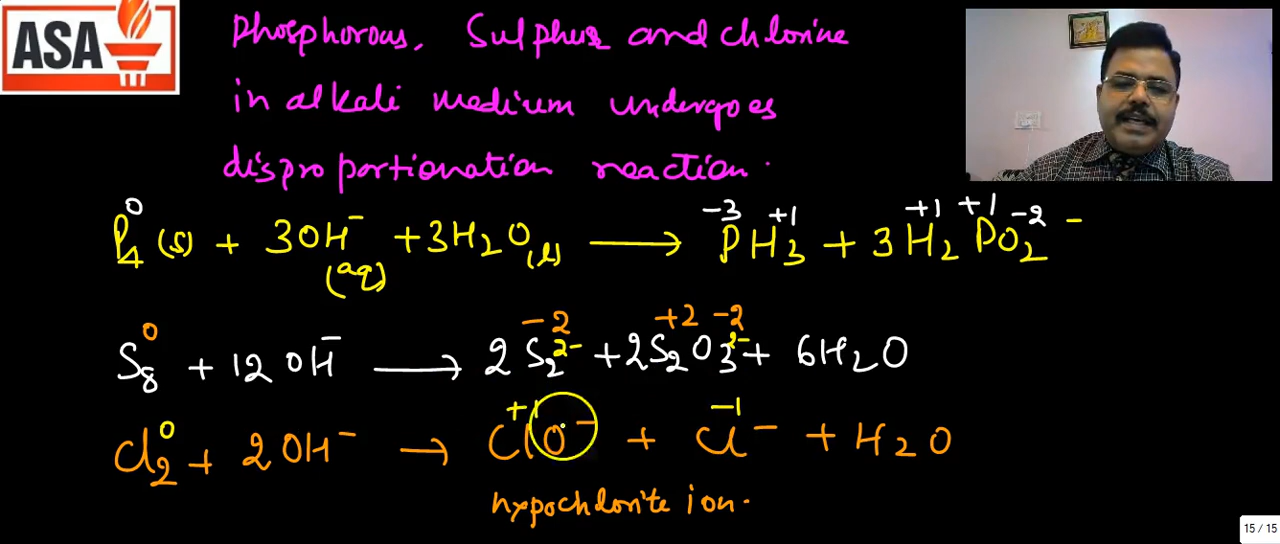 ASA
Phosphorous, Sulphur and chlorine
in alkali medium undergoes
disproportionation reaction.
0 -3 +1 +1 +1 -2
P₄ (s) + 3OH⁻ (aq) + 3H₂O (l) ⟶ PH₃ + 3H₂PO₂⁻
0 -2 +2 -2
S₈ + 12OH⁻ ⟶ 2S₂²⁻ + 2S₂O₃²⁻ + 6H₂O
0 +1 -1
Cl₂ + 2OH⁻ → ClO⁻ + Cl⁻ + H₂O
hypochlorite ion.
15 / 15